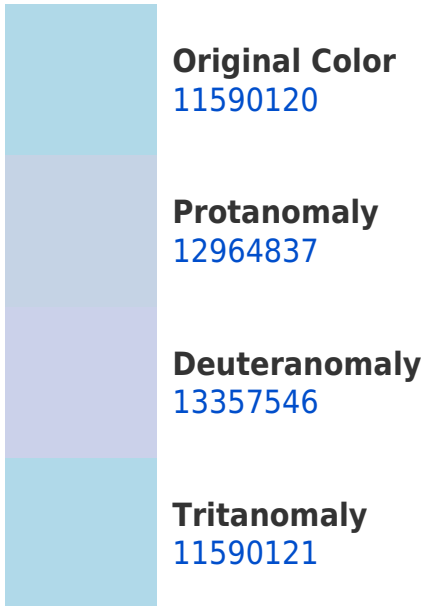 Original Color
11590120
Protanomaly
12964837
Deuteranomaly
13357546
Tritanomaly
11590121